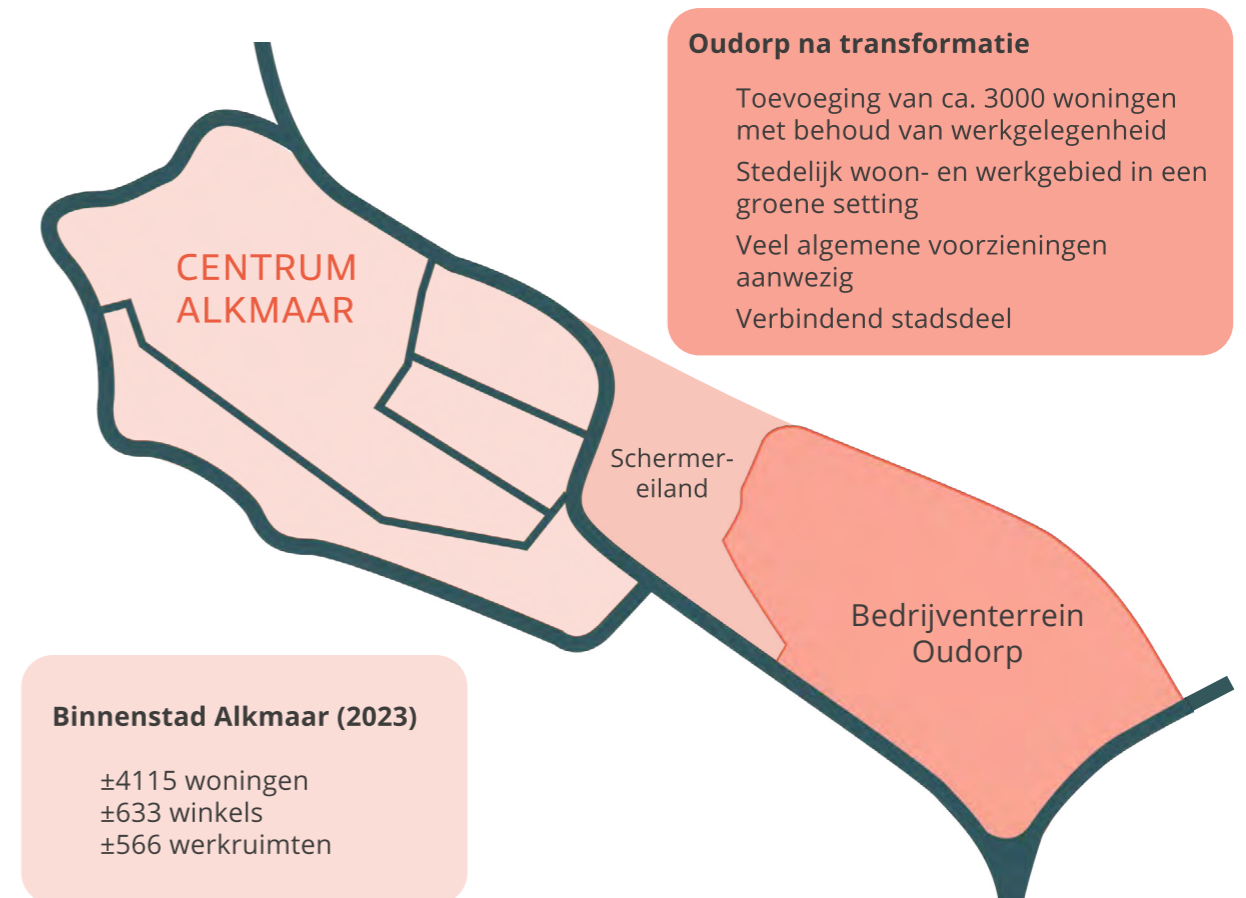 Oudorp na transformatie
Toevoeging van ca. 3000 woningen
met behoud van werkgelegenheid
Stedelijk woon- en werkgebied in een
groene setting
Veel algemene voorzieningen
aanwezig
Verbindend stadsdeel
CENTRUM
ALKMAAR
Schermer-
eiland
Bedrijventerrein
Oudorp
Binnenstad Alkmaar (2023)
±4115 woningen
±633 winkels
±566 werkruimten